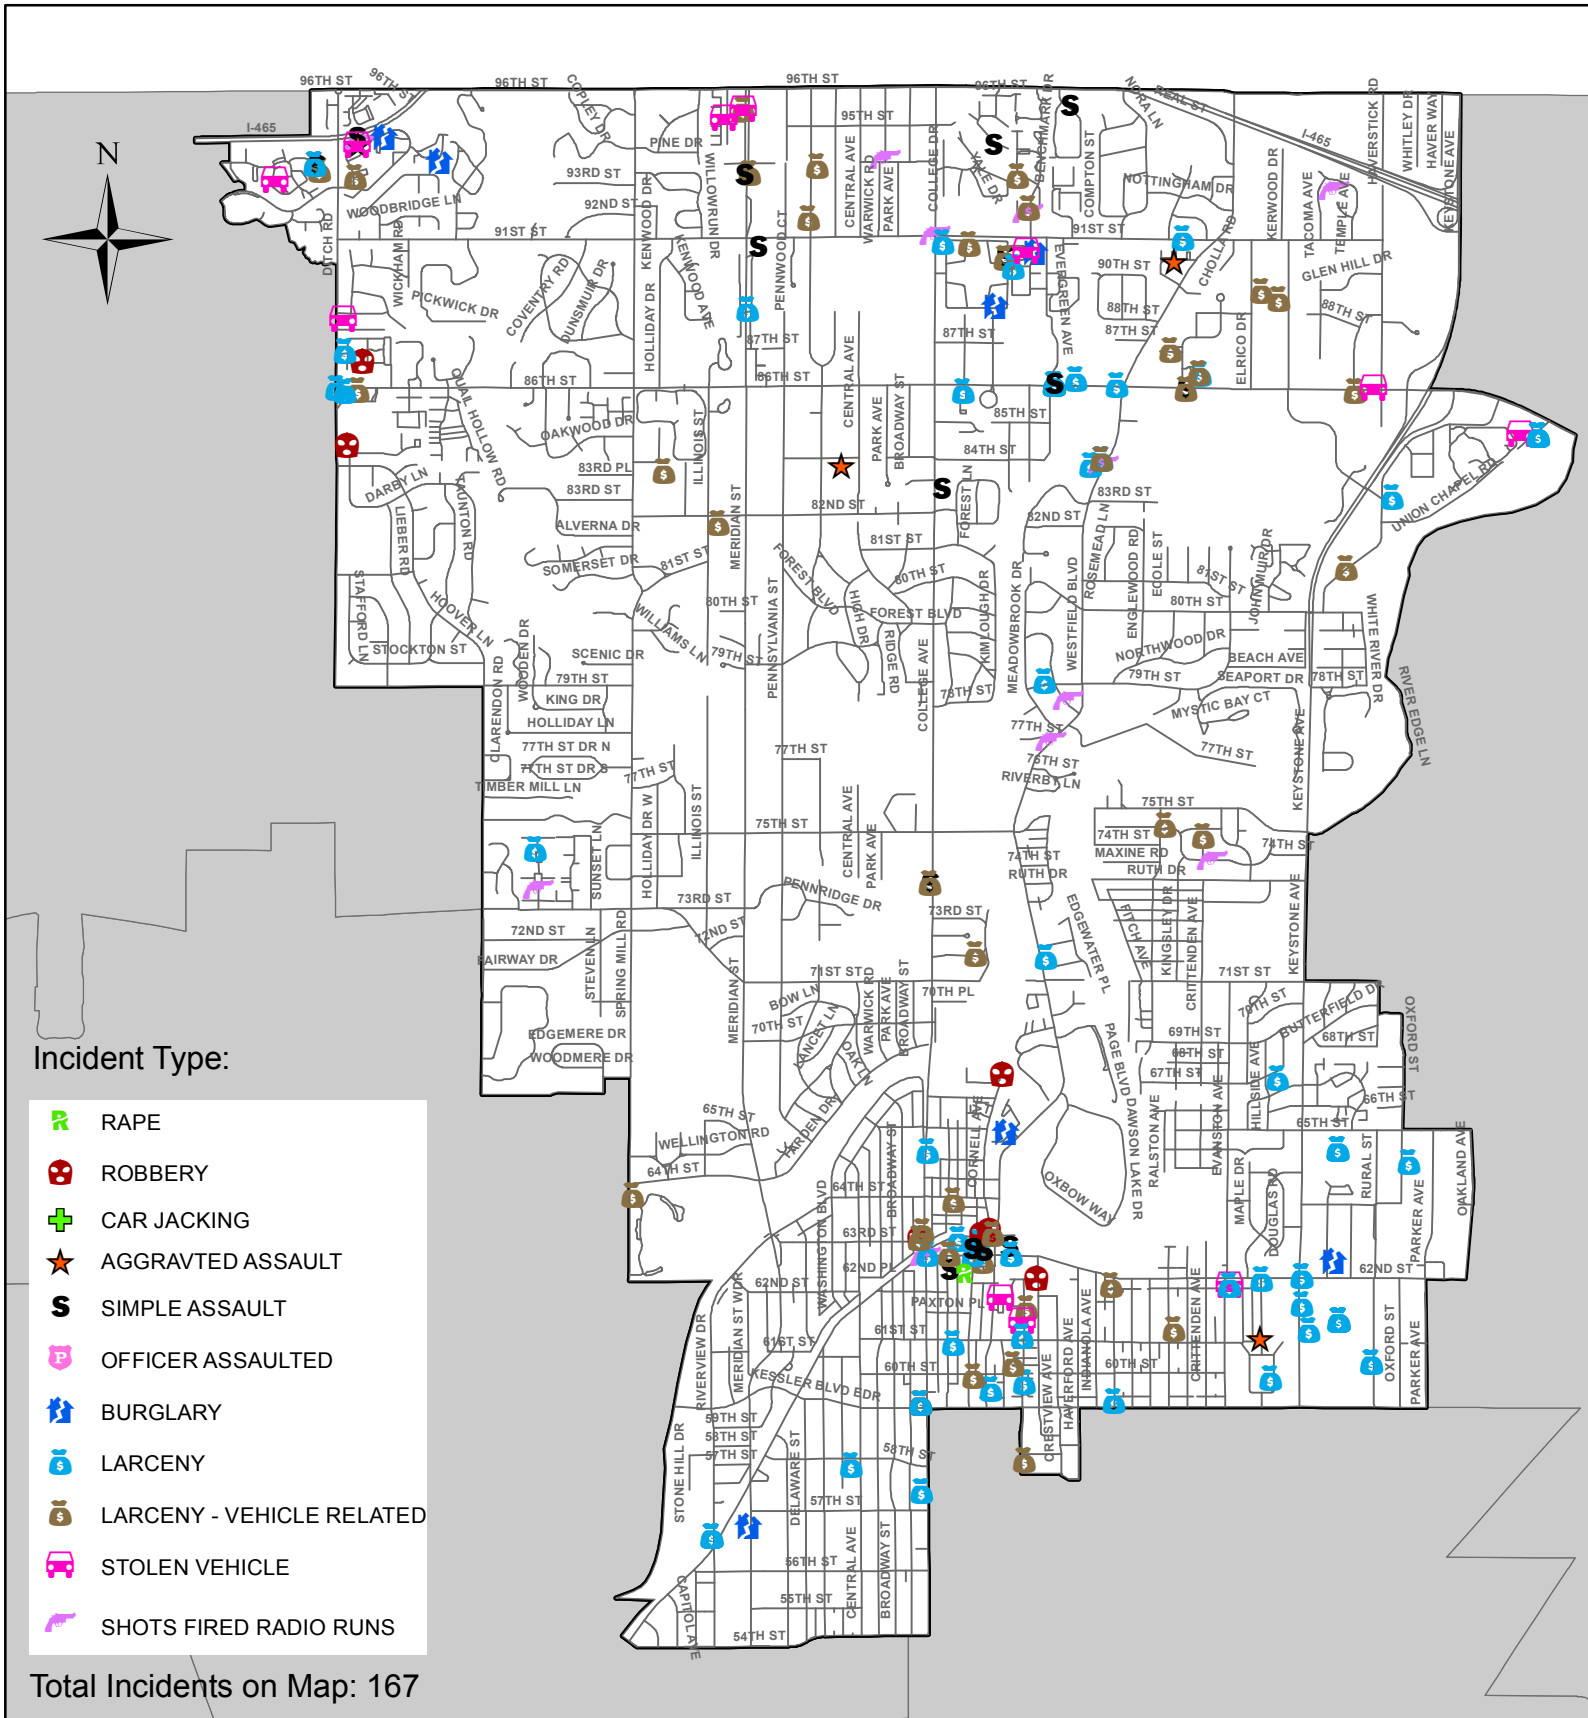 96TH ST
96TH ST
96TH ST
COPLEY DR
96TH ST
96TH ST
BENCHMARK DR
NORA LN
REAL ST
HAVERSTICK RD
WHITLEY DR
HAVER WAY
I-465
I-465
95TH ST
PINE DR
WILLOWRUN DR
CENTRAL AVE
WARWICK RD
PARK AVE
COLLEGE DR
YALE DR
COMPTON ST
KERWOOD DR
KEYSTONE AVE
N
93RD ST
NOTTINGHAM DR
TACOMA AVE
TEMPLE AVE
WOODBRIDGE LN
92ND ST
KENWOOD DR
DITCH RD
WICKHAM RD
91ST ST
KENWOOD AVE
PENNWOOD CT
91ST ST
CHOLLA RD
EVERGREEN AVE
90TH ST
GLEN HILL DR
COVENTRY RD
DUNSMUIR DR
PICKWICK DR
HOLLIDAY DR
88TH ST
88TH ST
87TH ST
87TH ST
87TH ST
ELRICO DR
86TH ST
86TH ST
CENTRAL AVE
PARK AVE
BROADWAY ST
QUAIL HOLLOW RD
OAKWOOD DR
ILLINOIS ST
85TH ST
84TH ST
83RD PL
DARBY LN
TAUNTON RD
83RD ST
MERIDIAN ST
82ND ST
FOREST LN
83RD ST
UNION CHAPEL RD
LIEBER RD
ALVERNA DR
82ND ST
ROSEMEAD LN
ENGLEWOOD RD
ECOLE ST
JOHN MUIR DR
81ST ST
SOMERSET DR
81ST ST
FOREST BLVD
80TH ST
KIMLOUGH DR
MEADOWBROOK DR
WESTFIELD BLVD
81ST ST
STAFFORD LN
HOOVER LN
80TH ST
HIGH DR
FOREST BLVD
80TH ST
WHITE RIVER DR
WILLIAMS LN
PENNSYLVANIA ST
RIDGE RD
NORTHWOOD DR
STOCKTON ST
WOODEN DR
SCENIC DR
79TH ST
BEACH AVE
CLARENDON RD
79TH ST
COLLEGE AVE
79TH ST
SEAPORT DR
78TH ST
RIVER EDGE LN
KING DR
78TH ST
MYSTIC BAY CT
HOLLIDAY LN
77TH ST
77TH ST DR N
77TH ST
77TH ST
KEYSTONE AVE
77TH ST DR S
77TH ST
76TH ST
TIMBER MILL LN
RIVERBY LN
HOLLIDAY DR W
ILLINOIS ST
75TH ST
CENTRAL AVE
PARK AVE
75TH ST
74TH ST
74TH ST
SUNSET LN
74TH ST
MAXINE RD
RUTH DR
RUTH DR
73RD ST
PENNRIDGE DR
73RD ST
EDGEWATER PL
FITCH AVE
KINGSLEY DR
CRITTENDEN AVE
KEYSTONE AVE
72ND ST
72ND ST
FAIRWAY DR
STEVEN LN
SPRING MILL RD
MERIDIAN ST
71ST ST
71ST ST
BOW LN
WARWICK RD
PARK AVE
BROADWAY ST
70TH PL
70TH ST
BUTTERFIELD DR
OXFORD ST
EDGEMERE DR
70TH ST
LANCET LN
OAK LN
PAGE BLVD
69TH ST
68TH ST
Incident Type:
WOODMERE DR
68TH ST
67TH ST
HILLSIDE AVE
EVANSTON AVE
66TH ST
65TH ST
FARDEN DR
CORNELL AVE
DAWSON LAKE DR
RALSTON AVE
65TH ST
RAPE
WELLINGTON RD
BROADWAY ST
RURAL ST
OAKLAND AVE
ROBBERY
64TH ST
64TH ST
OXBOW WAY
MAPLE DR
DOUGLAS RD
PARKER AVE
CAR JACKING
WASHINGTON BLVD
63RD ST
AGGRAVTED ASSAULT
62ND PL
62ND ST
62ND ST
SIMPLE ASSAULT
MERIDIAN ST WDR
PAXTON PL
CRITTENDEN AVE
RIVERVIEW DR
61ST ST
61ST ST
INDIANOLA AVE
HAVERFORD AVE
OXFORD ST
PARKER AVE
OFFICER ASSAULTED
60TH ST
60TH ST
CRESTVIEW AVE
KESSLER BLVD EDR
BURGLARY
59TH ST
58TH ST
STONE HILL DR
57TH ST
DELAWARE ST
58TH ST
LARCENY
57TH ST
LARCENY - VEHICLE RELATED
CENTRAL AVE
BROADWAY ST
STOLEN VEHICLE
56TH ST
CAPITOL AVE
55TH ST
SHOTS FIRED RADIO RUNS
54TH ST
Total Incidents on Map: 167